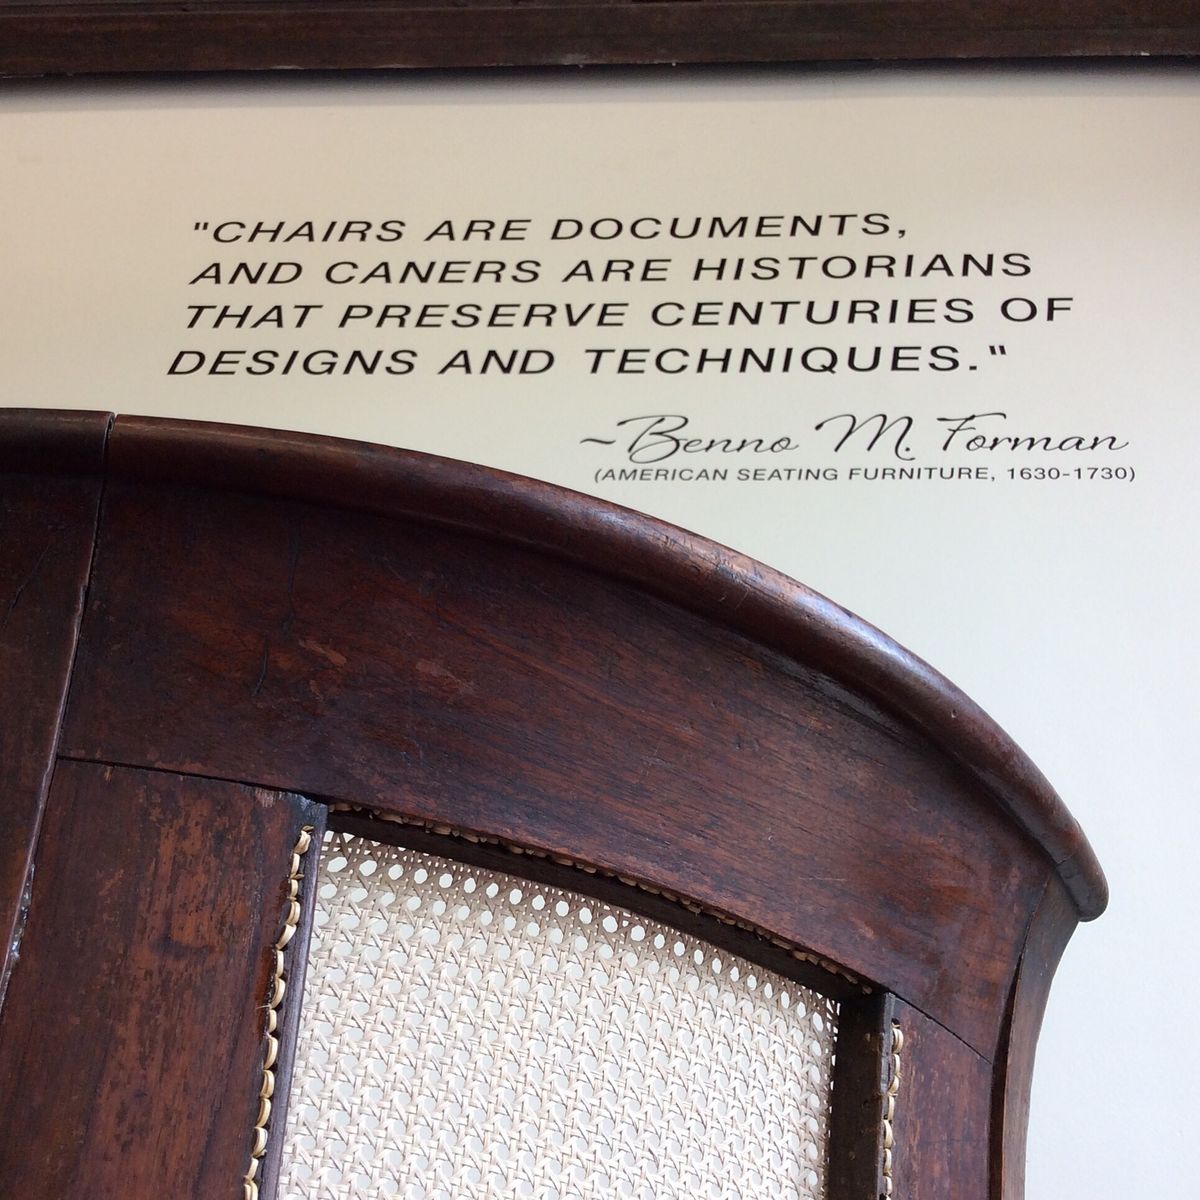 "CHAIRS ARE DOCUMENTS,
AND CANERS ARE HISTORIANS
THAT PRESERVE CENTURIES OF
DESIGNS AND TECHNIQUES."
~Benno M. Forman
(AMERICAN SEATING FURNITURE, 1630-1730)